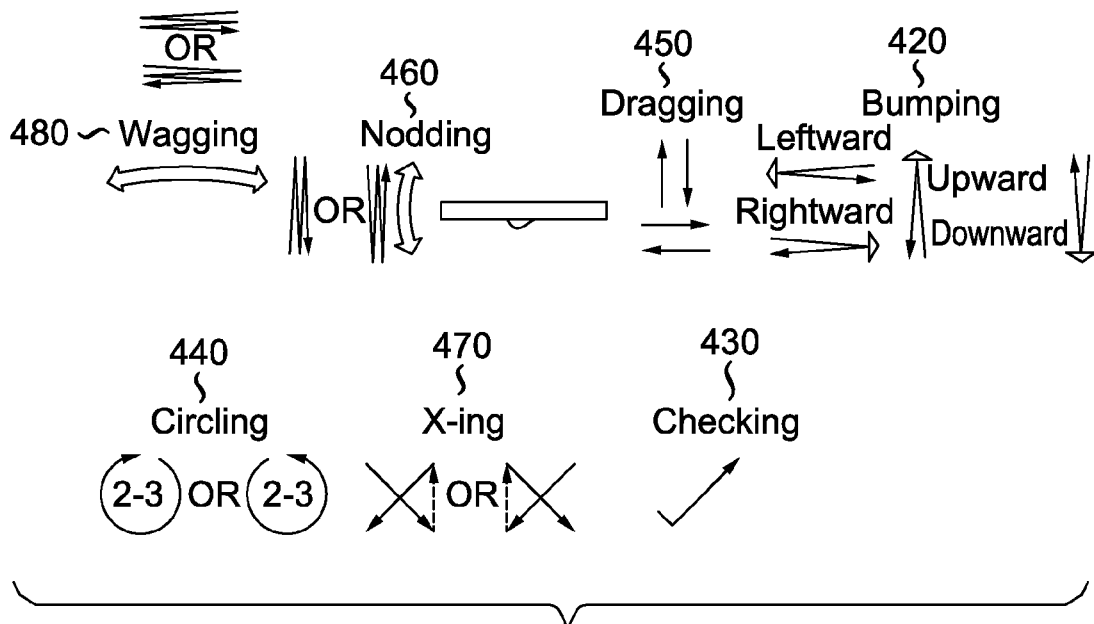 OR
480 Wagging
460
Nodding
OR
450
Dragging
420
Bumping
Leftward
Rightward
Upward
Downward
440
Circling
2-3 OR 2-3
470
X-ing
OR
430
Checking